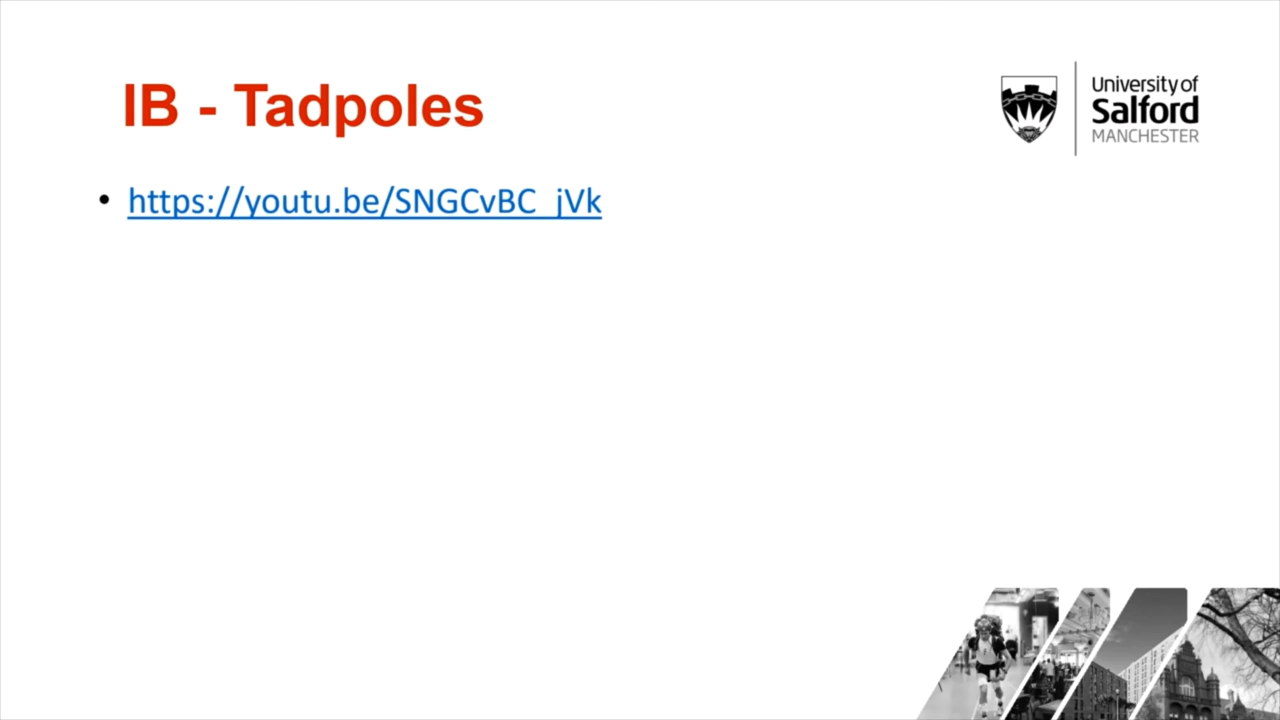 IB - Tadpoles
University of
Salford
MANCHESTER
• https://youtu.be/SNGCvBC_jVk